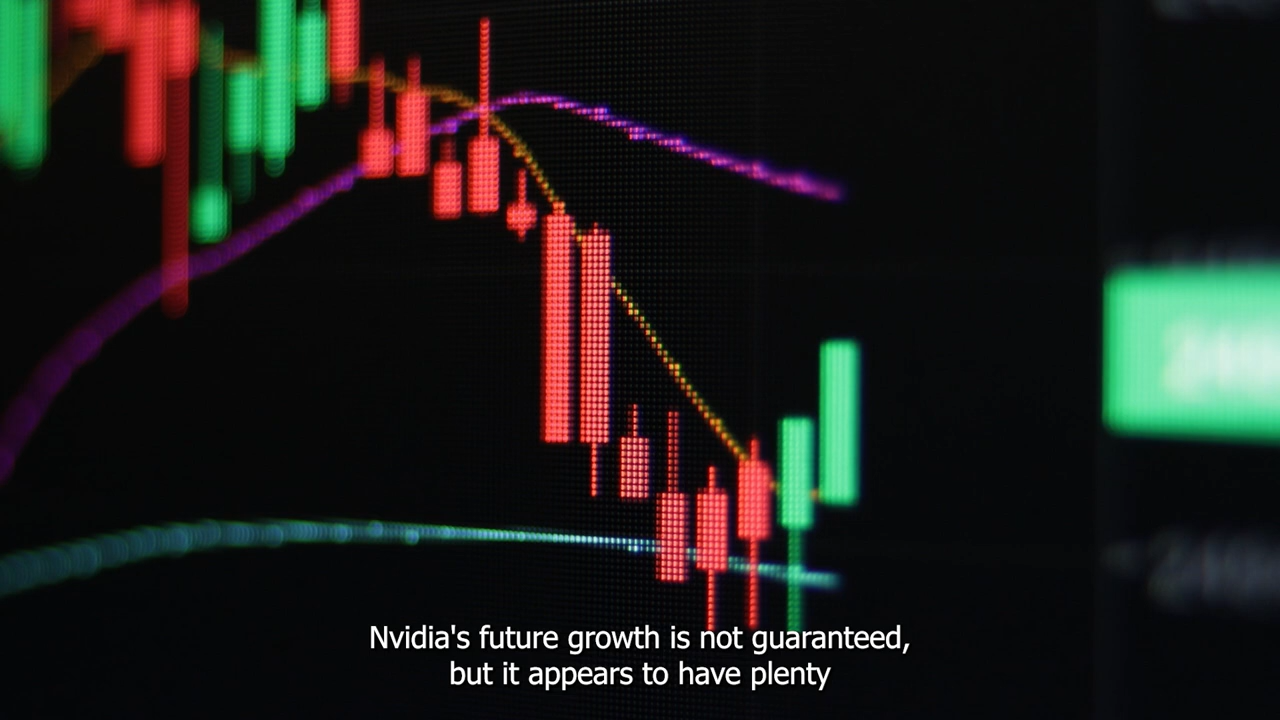 Nvidia's future growth is not guaranteed,
but it appears to have plenty